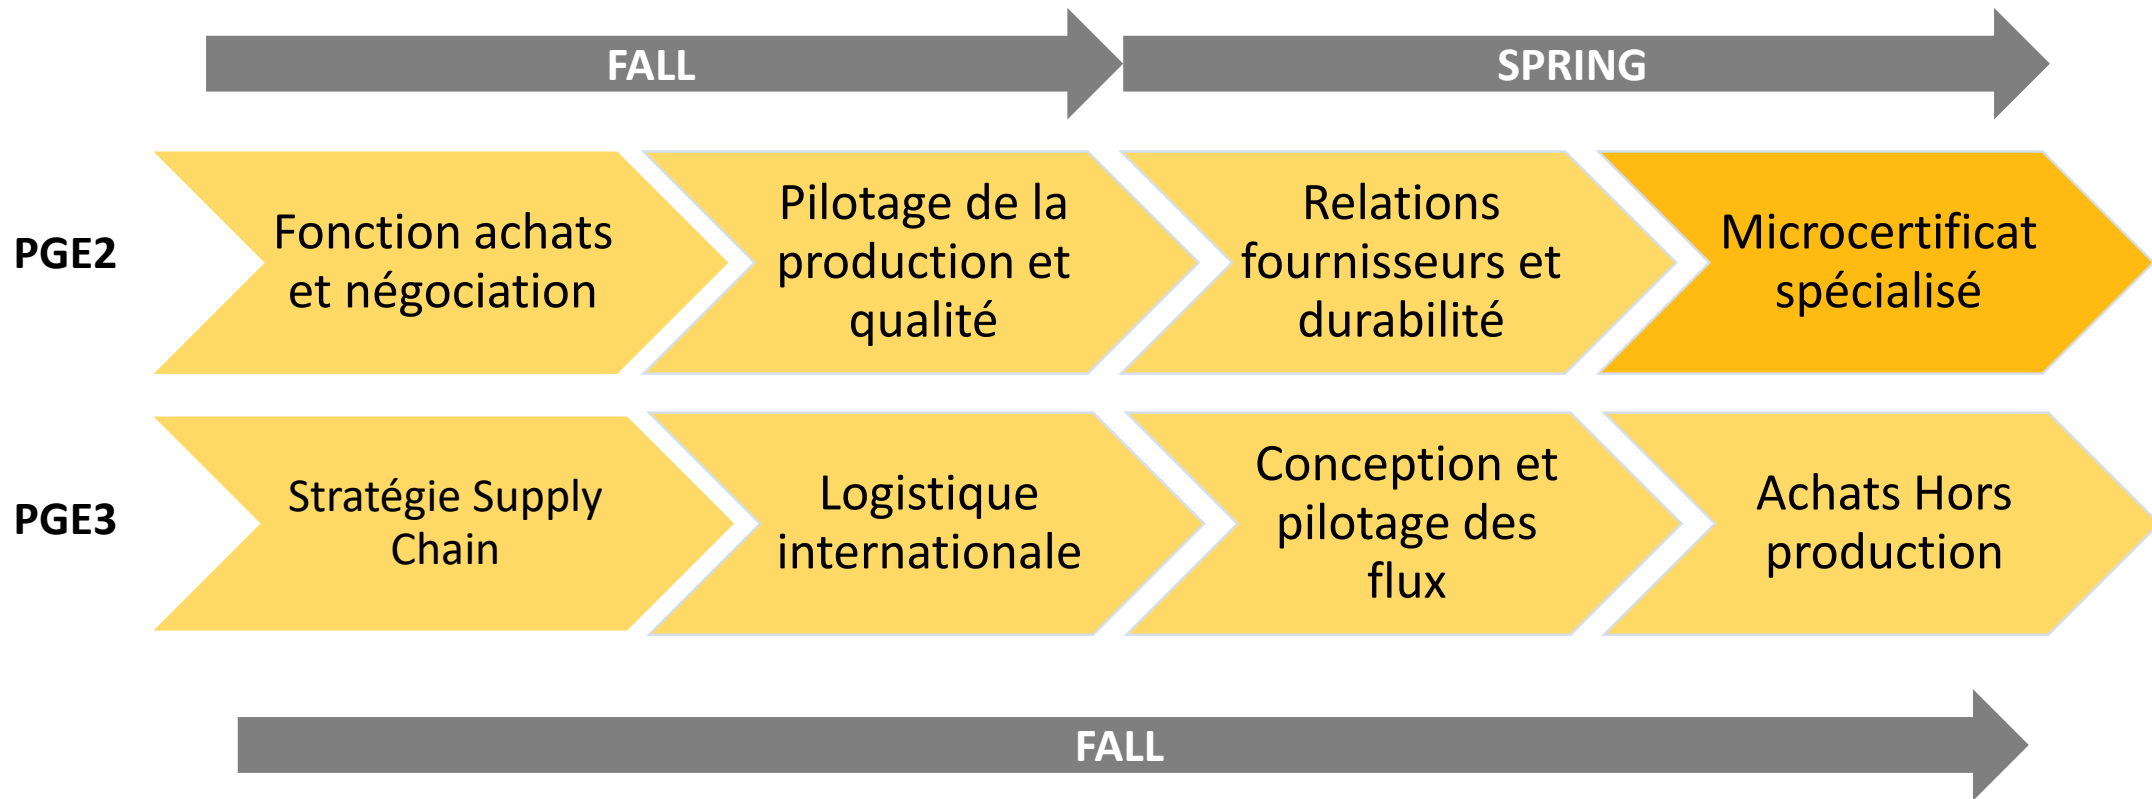 FALL
SPRING
PGE2
Fonction achats
et négociation
Pilotage de la
production et
qualité
Relations
fournisseurs et
durabilité
Microcertificat
spécialisé
PGE3
Stratégie Supply
Chain
Logistique
internationale
Conception et
pilotage des
flux
Achats Hors
production
FALL